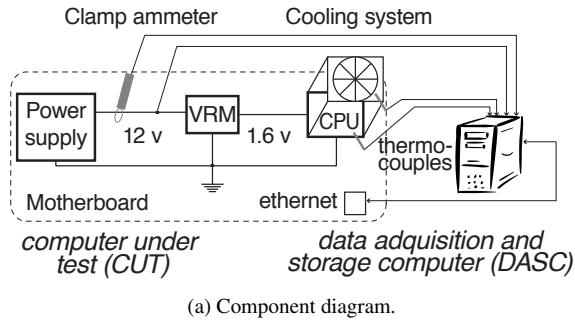 Clamp ammeter
Cooling system
Power
supply
12 v
VRM
1.6 v
CPU
thermo-
couples
Motherboard
ethernet
computer under
test (CUT)
data adquisition and
storage computer (DASC)
(a) Component diagram.